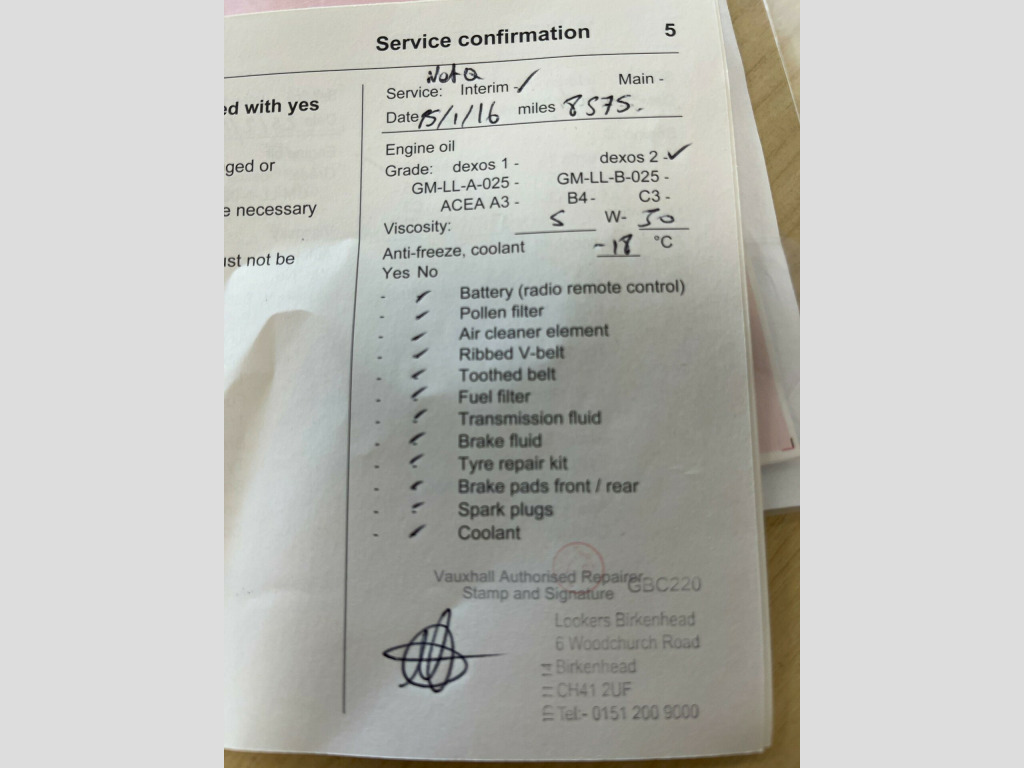 Service confirmation 5
ed with yes
ged or
e necessary
ust not be
Service: Interim - ✓ Main -
Date 15/1/16 miles 8575.
Engine oil
Grade: dexos 1 - dexos 2 - ✓
GM-LL-A-025 - GM-LL-B-025 -
ACEA A3 - B4 - C3 -
Viscosity: 5 W- 30
Anti-freeze, coolant -18 °C
Yes No
- ✓ Battery (radio remote control)
- ✓ Pollen filter
- ✓ Air cleaner element
- ✓ Ribbed V-belt
- ✓ Toothed belt
- ✓ Fuel filter
- ✓ Transmission fluid
- ✓ Brake fluid
- ✓ Tyre repair kit
- ✓ Brake pads front / rear
- ✓ Spark plugs
- ✓ Coolant
Vauxhall Authorised Repairer
Stamp and Signature
GBC220
Lookers Birkenhead
6 Woodchurch Road
Birkenhead
CH41 2UF
Tel:- 0151 200 9000